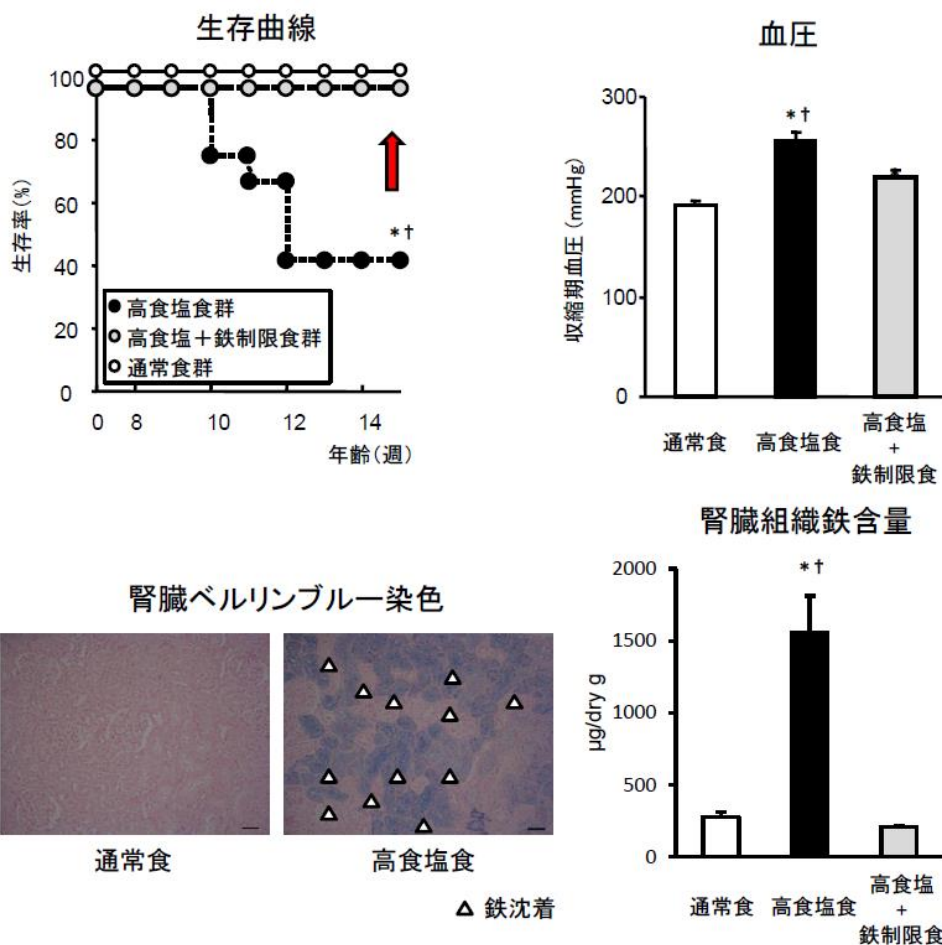 生存曲線
100
80
60
40
20
0
生存率(%)
*†
高食塩食群
高食塩＋鉄制限食群
通常食群
0 8 10 12 14
年齢(週)
血圧
300
200
100
0
収縮期血圧 (mmHg)
*†
通常食 高食塩食 高食塩
+
鉄制限食
腎臓ベルリンブルー染色
通常食 高食塩食
鉄沈着
腎臓組織鉄含量
2000
1500
1000
500
0
μg/dry g
*†
通常食 高食塩食 高食塩
+
鉄制限食